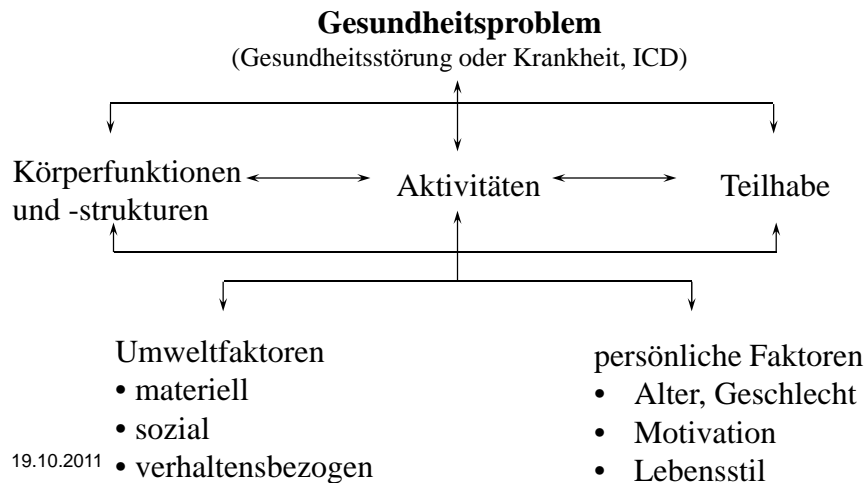 Gesundheitsproblem
(Gesundheitsstörung oder Krankheit, ICD)
Körperfunktionen
und -strukturen
Aktivitäten
Teilhabe
Umweltfaktoren
• materiell
• sozial
• verhaltensbezogen
persönliche Faktoren
• Alter, Geschlecht
• Motivation
• Lebensstil
19.10.2011